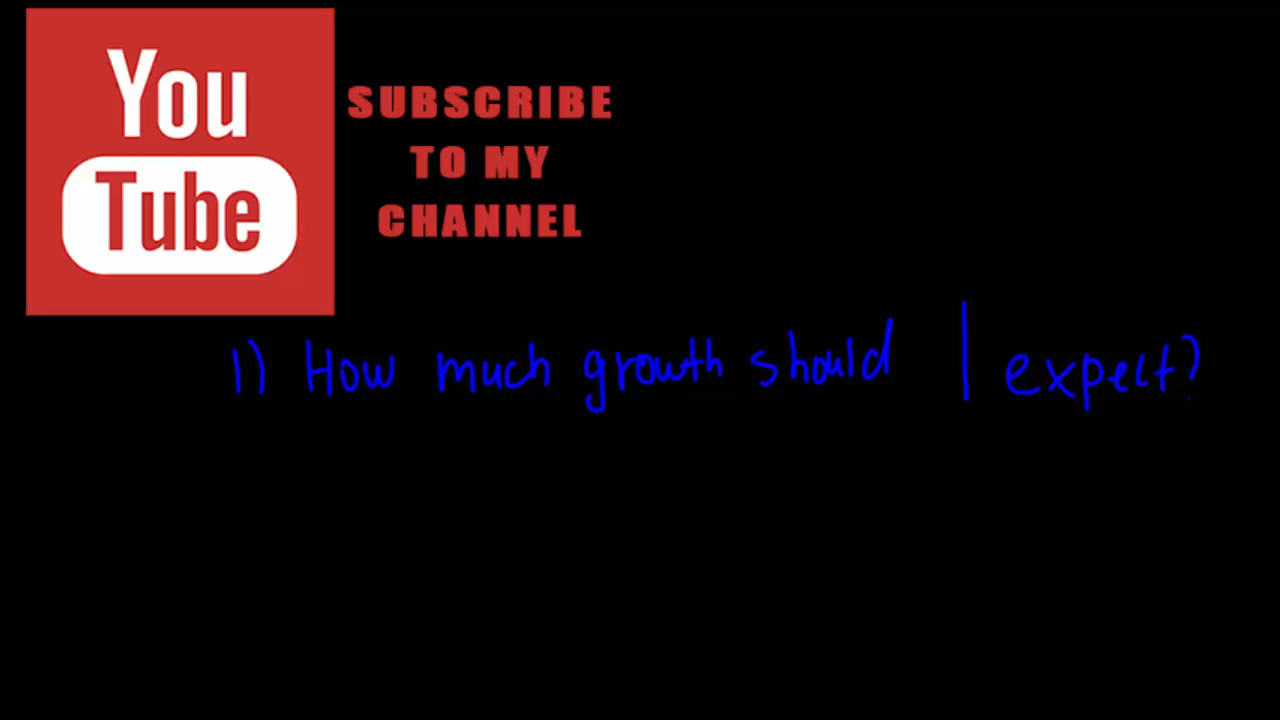 You
Tube
SUBSCRIBE
TO MY
CHANNEL
1) How much growth should I expect?